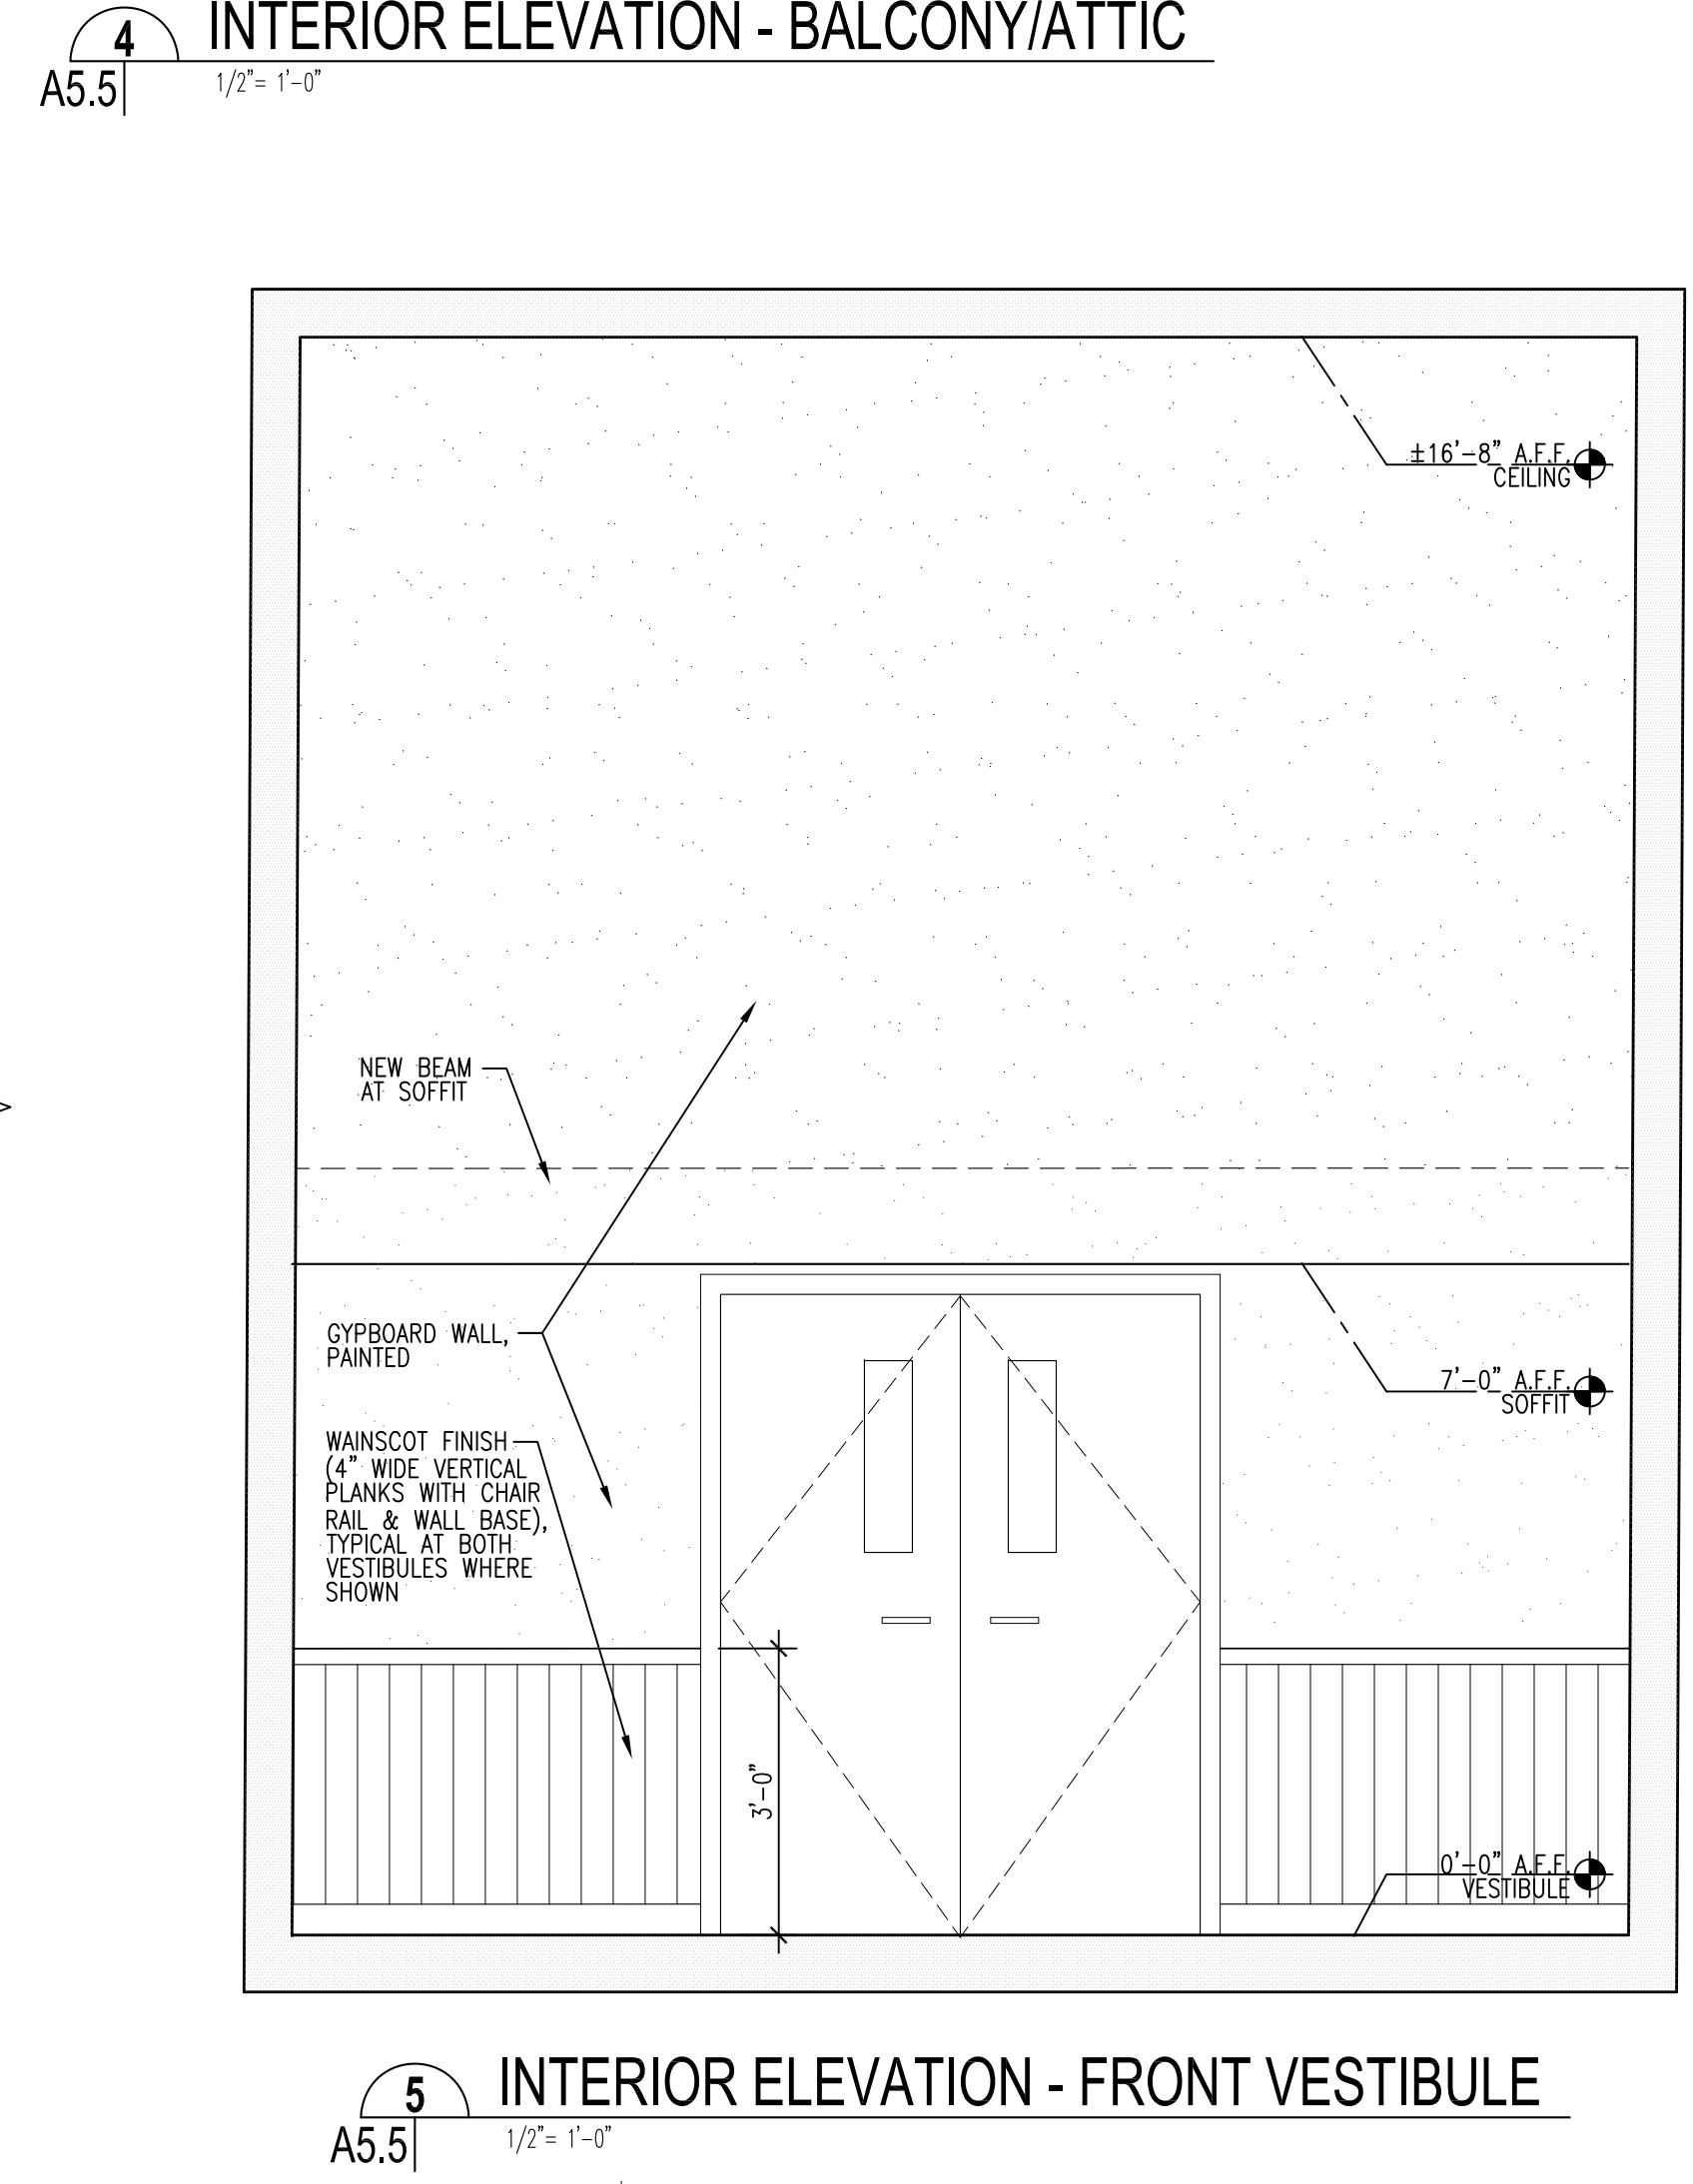 4
INTERIOR ELEVATION - BALCONY/ATTIC
A5.5
1/2"= 1'-0"
±16'-8" A.F.F.
CEILING
NEW BEAM
AT SOFFIT
GYPBOARD WALL,
PAINTED
7'-0" A.F.F.
SOFFIT
WAINSCOT FINISH
(4" WIDE VERTICAL
PLANKS WITH CHAIR
RAIL & WALL BASE),
TYPICAL AT BOTH
VESTIBULES WHERE
SHOWN
3'-0"
0'-0" A.F.F.
VESTIBULE
5
INTERIOR ELEVATION - FRONT VESTIBULE
A5.5
1/2"= 1'-0"